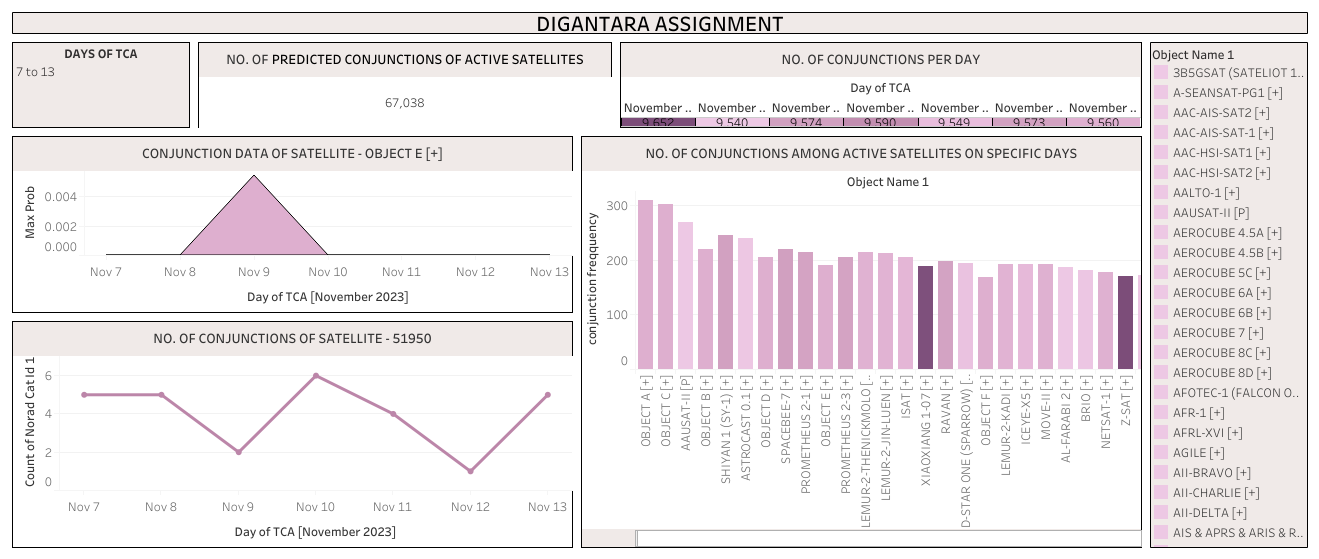 DIGANTARA ASSIGNMENT
DAYS OF TCA
7 to 13
NO. OF PREDICTED CONJUNCTIONS OF ACTIVE SATELLITES
67,038
NO. OF CONJUNCTIONS PER DAY
Day of TCA
November .. November .. November .. November .. November .. November .. November ..
9,652 9,540 9,574 9,590 9,549 9,573 9,560
CONJUNCTION DATA OF SATELLITE - OBJECT E [+]
Max Prob
0.004
0.002
0.000
Nov 7 Nov 8 Nov 9 Nov 10 Nov 11 Nov 12 Nov 13
Day of TCA [November 2023]
NO. OF CONJUNCTIONS OF SATELLITE - 51950
Count of Norad Cat Id 1
6
4
2
0
Nov 7 Nov 8 Nov 9 Nov 10 Nov 11 Nov 12 Nov 13
Day of TCA [November 2023]
NO. OF CONJUNCTIONS AMONG ACTIVE SATELLITES ON SPECIFIC DAYS
Object Name 1
conjunction freqquency
300
200
100
0
OBJECT A [+]
OBJECT C [+]
AAUSAT-II [P]
OBJECT B [+]
SHIYAN 1 (SY-1) [+]
ASTROCAST 0.1 [+]
OBJECT D [+]
SPACEBEE-7 [+]
PROMETHEUS 2-1 [+]
OBJECT E [+]
PROMETHEUS 2-3 [+]
LEMUR-2-THENICKMOLO [..
LEMUR-2-JIN-LUEN [+]
ISAT [+]
XIAOXIANG 1-07 [+]
RAVAN [+]
D-STAR ONE (SPARROW) [..
OBJECT F [+]
LEMUR-2-KADI [+]
ICEYE-X5 [+]
MOVE-II [+]
AL-FARABI 2 [+]
BRIO [+]
NETSAT-1 [+]
Z-SAT [+]
Object Name 1
3B5GSAT (SATELIOT 1..
A-SEANSAT-PG1 [+]
AAC-AIS-SAT2 [+]
AAC-AIS-SAT-1 [+]
AAC-HSI-SAT1 [+]
AAC-HSI-SAT2 [+]
AALTO-1 [+]
AAUSAT-II [P]
AEROCUBE 4.5A [+]
AEROCUBE 4.5B [+]
AEROCUBE 5C [+]
AEROCUBE 6A [+]
AEROCUBE 6B [+]
AEROCUBE 7 [+]
AEROCUBE 8C [+]
AEROCUBE 8D [+]
AFOTEC-1 (FALCON O..
AFR-1 [+]
AFRL-XVI [+]
AGILE [+]
AII-BRAVO [+]
AII-CHARLIE [+]
AII-DELTA [+]
AIS & APRS & ARIS & R..